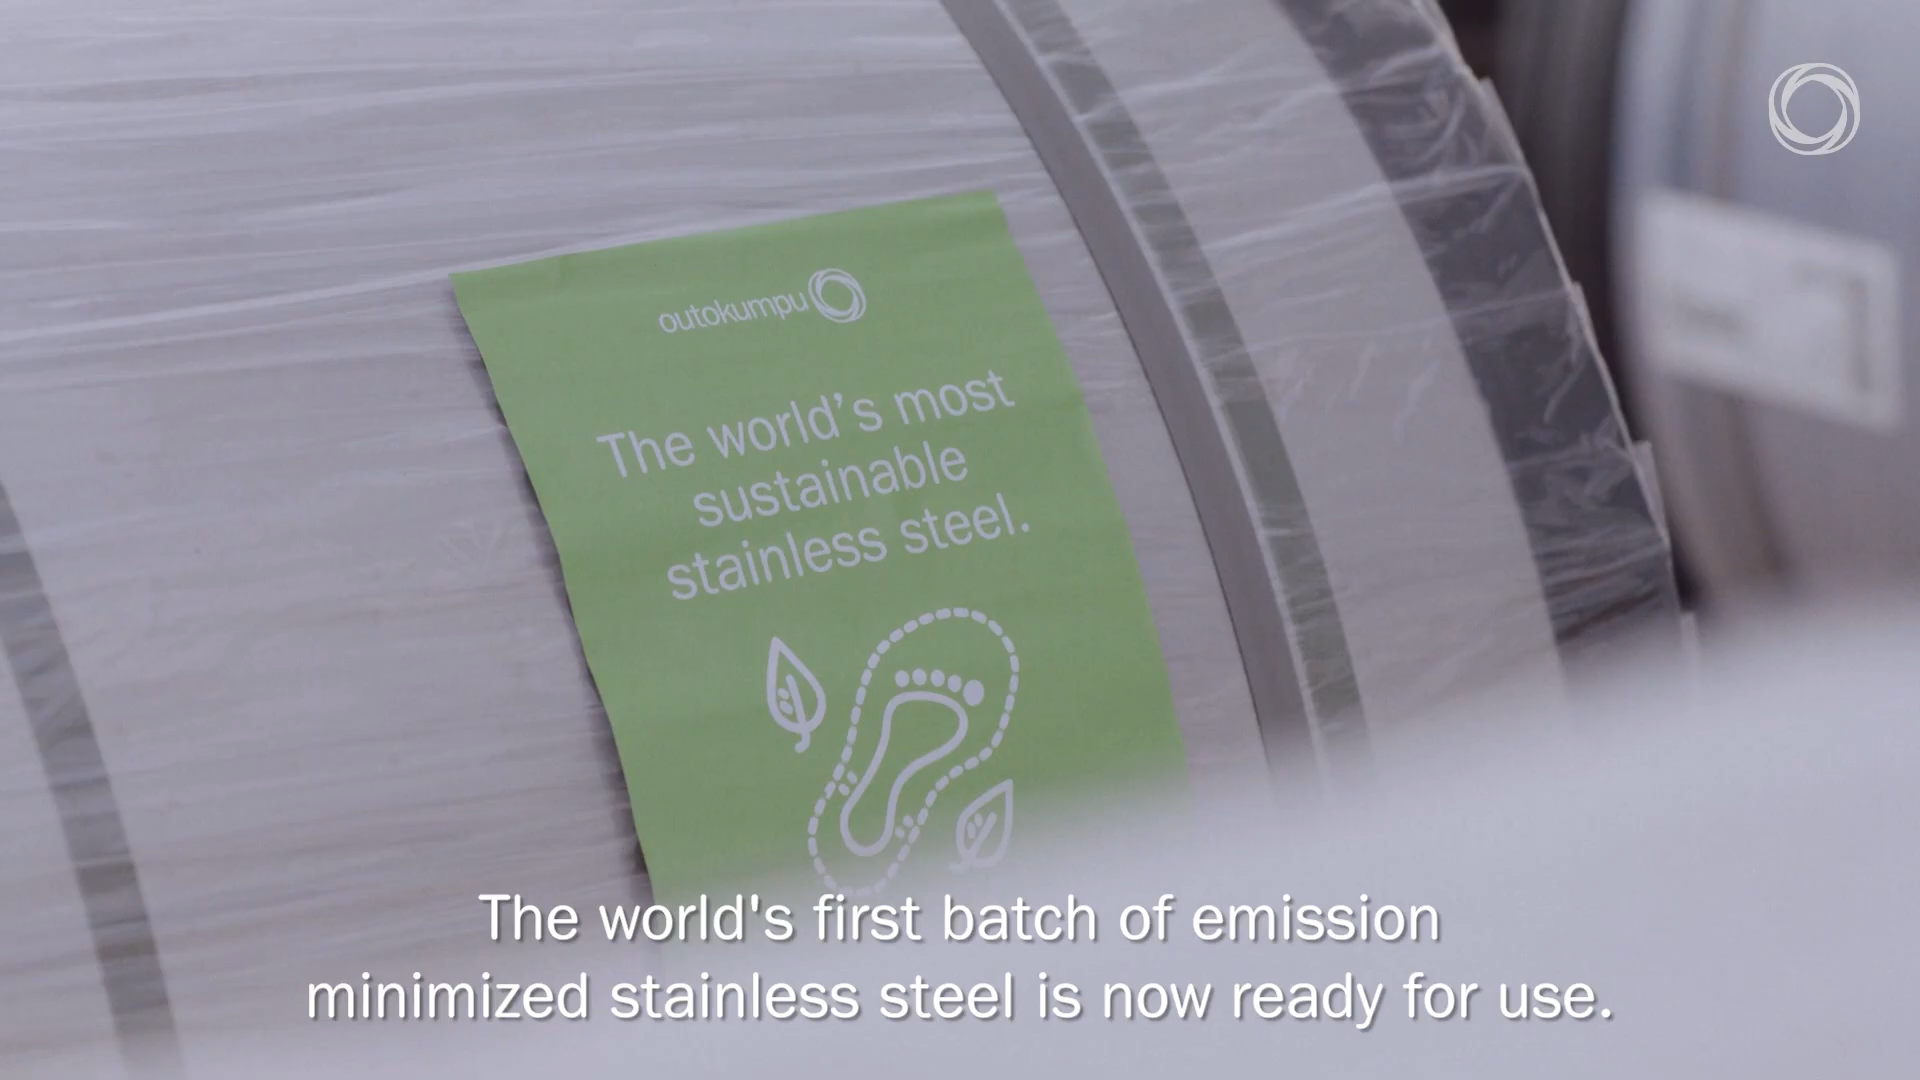 outokumpu
The world's most
sustainable
stainless steel.
The world's first batch of emission
minimized stainless steel is now ready for use.